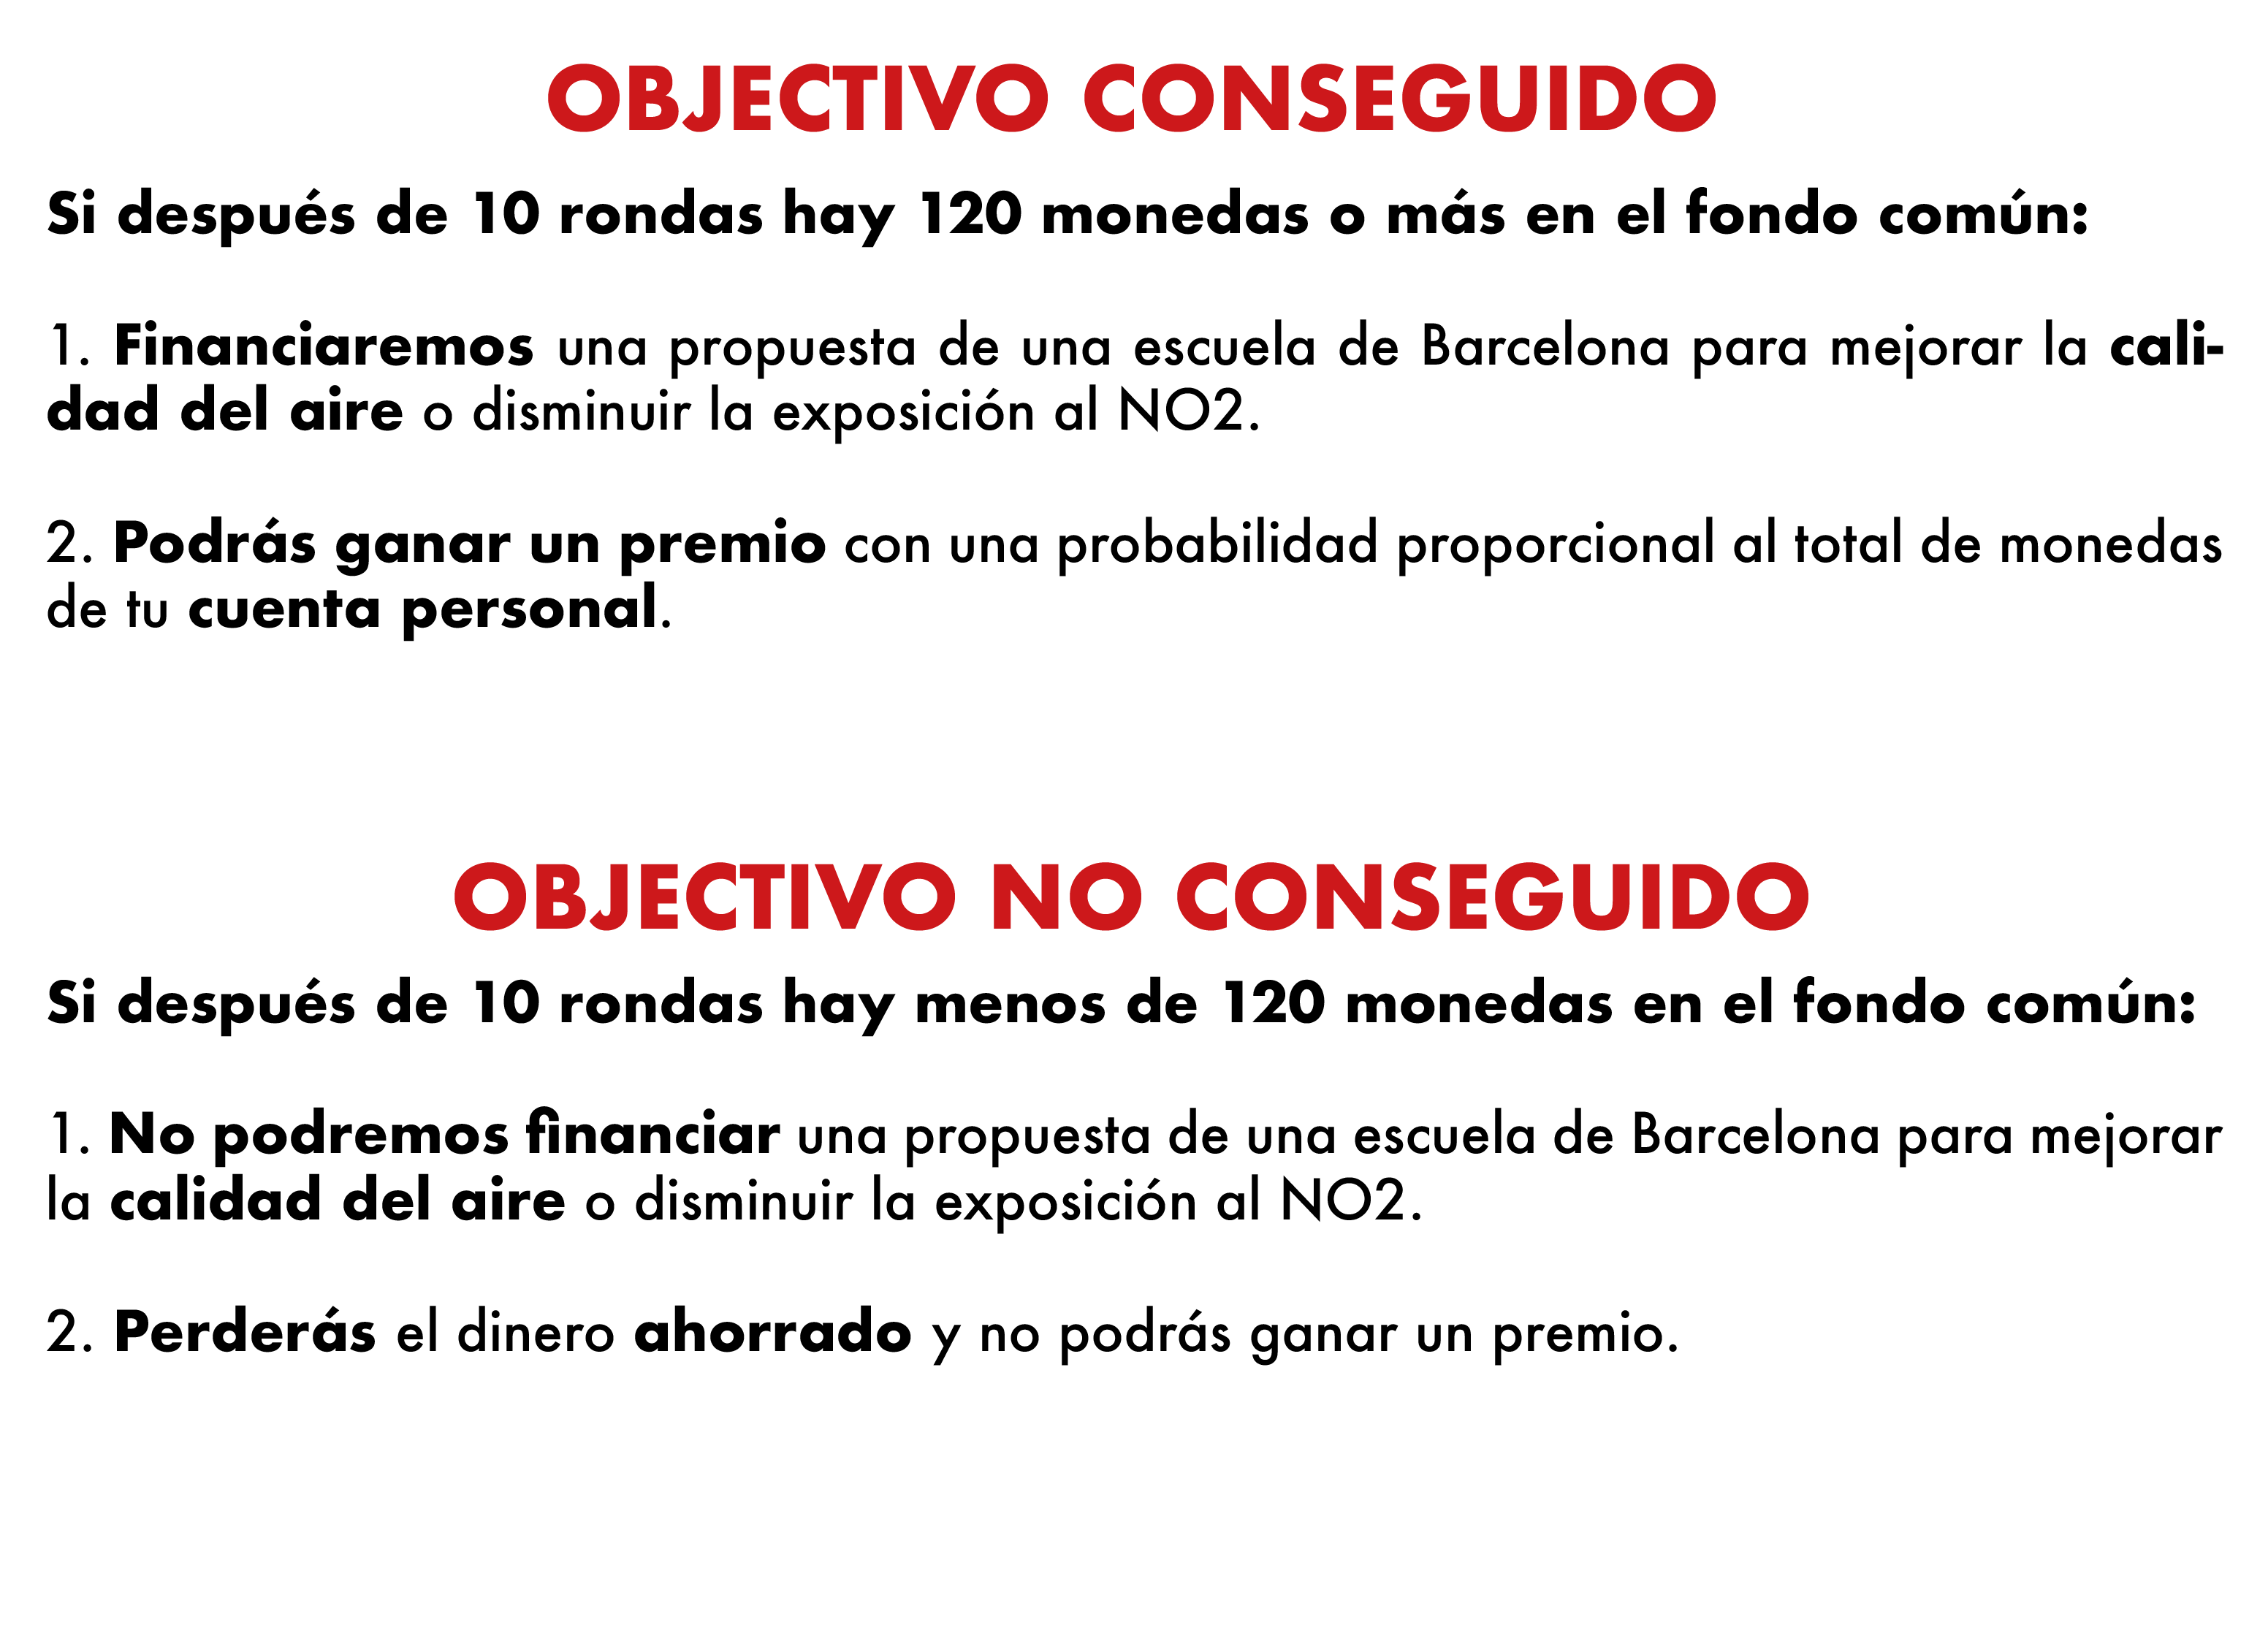 OBJECTIVO CONSEGUIDO
Si después de 10 rondas hay 120 monedas o más en el fondo común:
1. Financiaremos una propuesta de una escuela de Barcelona para mejorar la cali-
dad del aire o disminuir la exposición al NO2.
2. Podrás ganar un premio con una probabilidad proporcional al total de monedas
de tu cuenta personal.
OBJECTIVO NO CONSEGUIDO
Si después de 10 rondas hay menos de 120 monedas en el fondo común:
1. No podremos financiar una propuesta de una escuela de Barcelona para mejorar
la calidad del aire o disminuir la exposición al NO2.
2. Perderás el dinero ahorrado y no podrás ganar un premio.